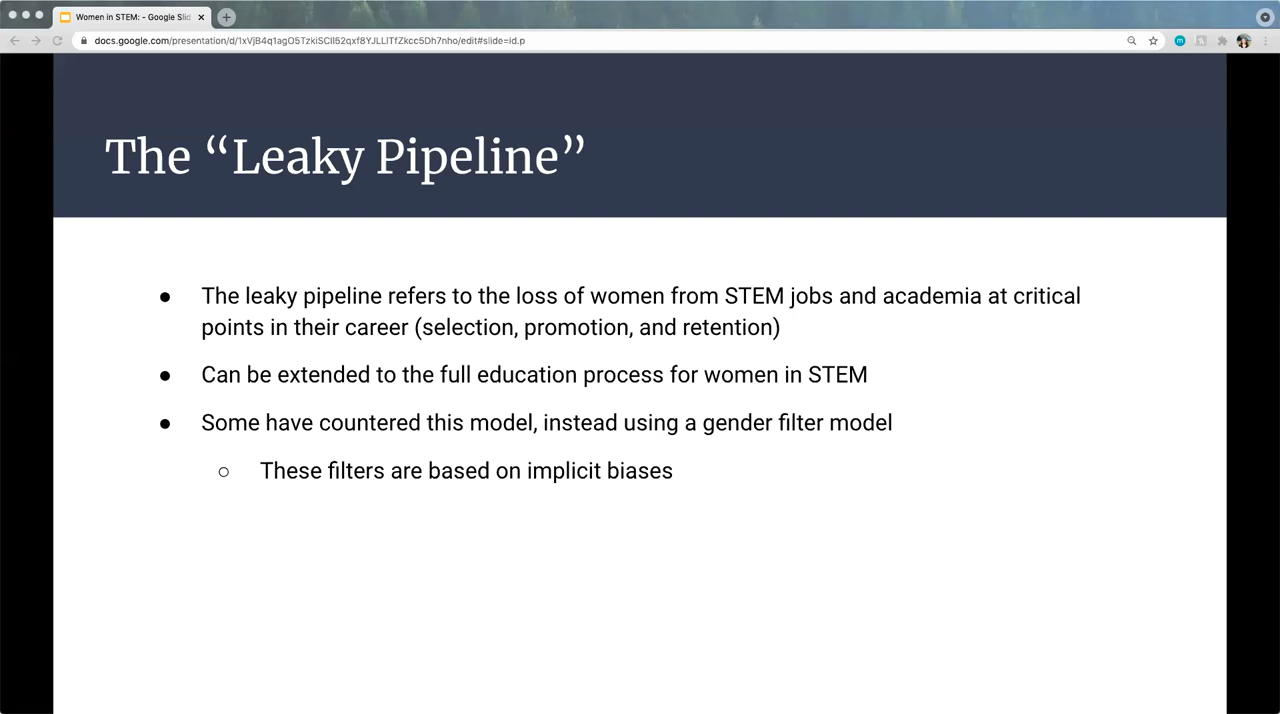 Women in STEM: - Google Slid
docs.google.com/presentation/d/1xVjB4q1agO5TzkiSCIl52qxf8YJLLlTfZkcc5Dh7nho/edit#slide=id.p
The “Leaky Pipeline”
● The leaky pipeline refers to the loss of women from STEM jobs and academia at critical
points in their career (selection, promotion, and retention)
● Can be extended to the full education process for women in STEM
● Some have countered this model, instead using a gender filter model
○ These filters are based on implicit biases